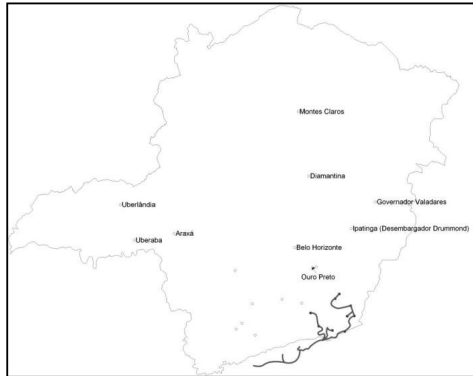 Montes Claros
Diamantina
Uberlândia
Governador Valadares
Araxá
Ipatinga (Desembargador Drummond)
Uberaba
Belo Horizonte
Ouro Preto